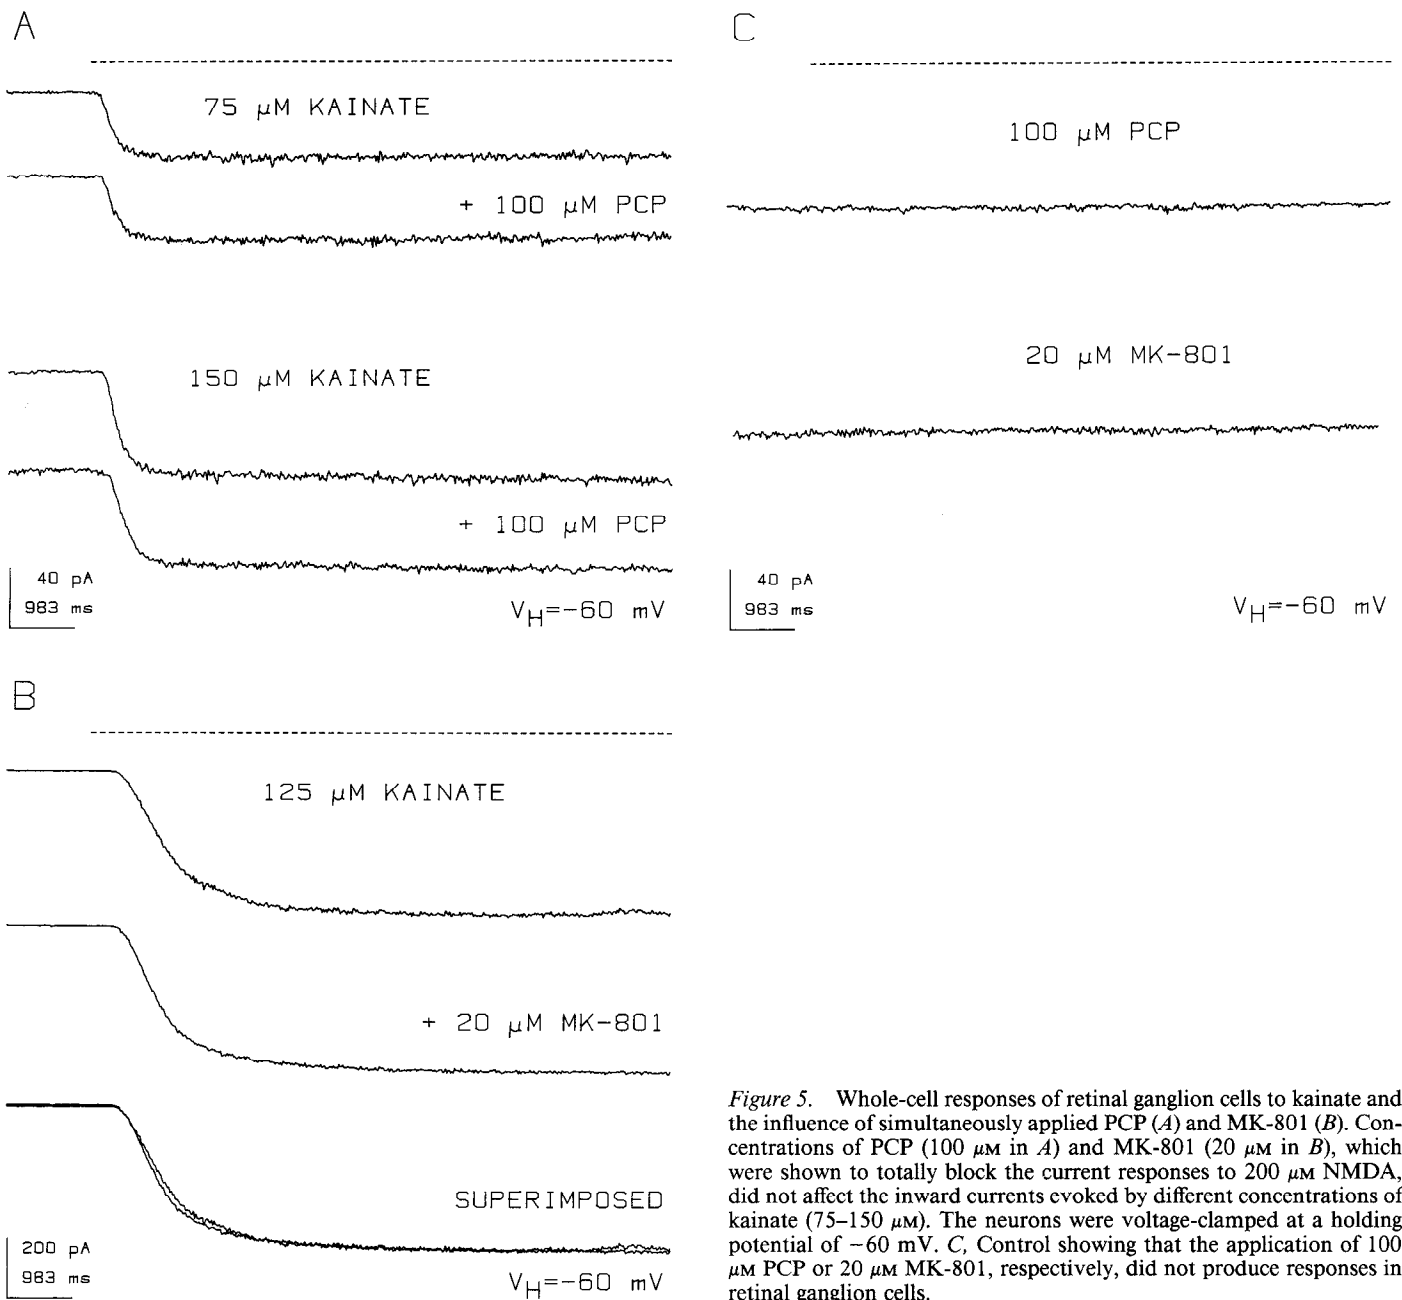 A
75 μM KAINATE
+ 100 μM PCP
150 μM KAINATE
+ 100 μM PCP
40 pA
983 ms
VH=-60 mV
C
100 μM PCP
20 μM MK-801
40 pA
983 ms
VH=-60 mV
B
125 μM KAINATE
+ 20 μM MK-801
SUPERIMPOSED
200 pA
983 ms
VH=-60 mV
Figure 5. Whole-cell responses of retinal ganglion cells to kainate and
the influence of simultaneously applied PCP (A) and MK-801 (B). Con-
centrations of PCP (100 μM in A) and MK-801 (20 μM in B), which
were shown to totally block the current responses to 200 μM NMDA,
did not affect the inward currents evoked by different concentrations of
kainate (75–150 μM). The neurons were voltage-clamped at a holding
potential of −60 mV. C, Control showing that the application of 100
μM PCP or 20 μM MK-801, respectively, did not produce responses in
retinal ganglion cells.